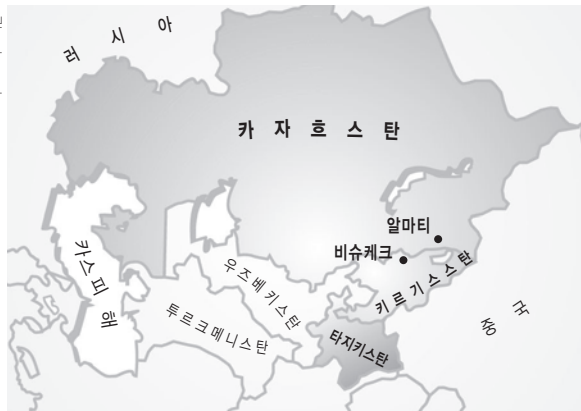 러시아
카자흐스탄
알마티
비슈케크
키르기스스탄
우즈베키스탄
카스피해
투르크메니스탄
타지키스탄
중국